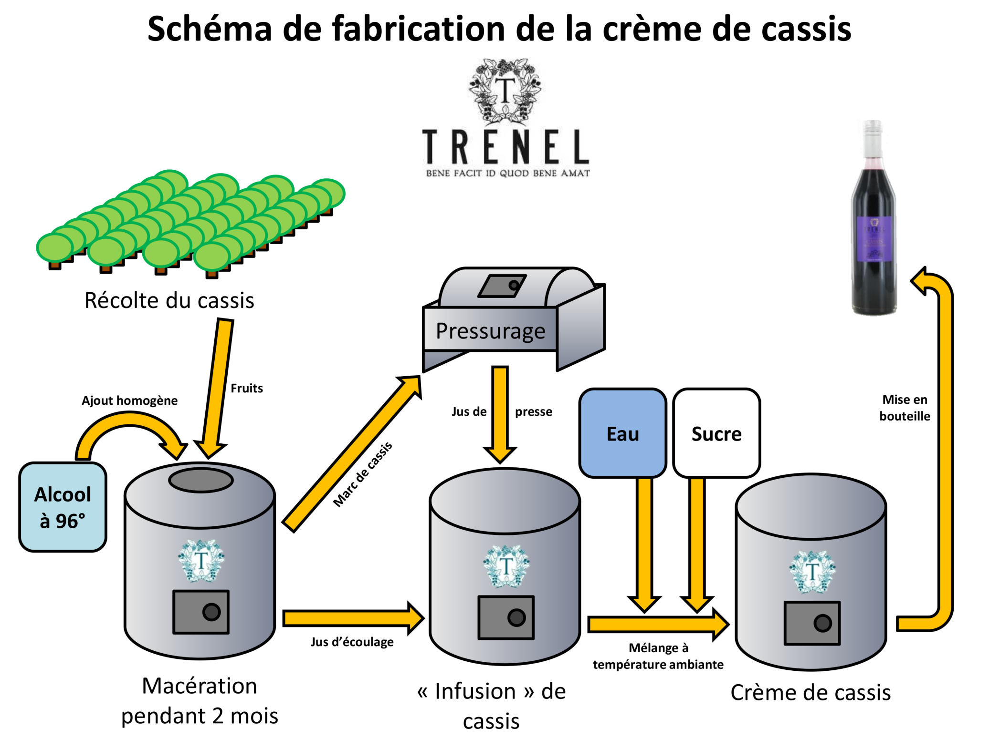 Schéma de fabrication de la crème de cassis
T
TRENEL
BENE FACIT ID QUOD BENE AMAT
TRENEL
CASSIS
Récolte du cassis
Pressurage
Fruits
Ajout homogène
Jus de presse
Mise en
bouteille
Eau
Sucre
Marc de cassis
Alcool
à 96°
T
T
T
Jus d’écoulage
Mélange à
température ambiante
Macération
pendant 2 mois
« Infusion » de
cassis
Crème de cassis